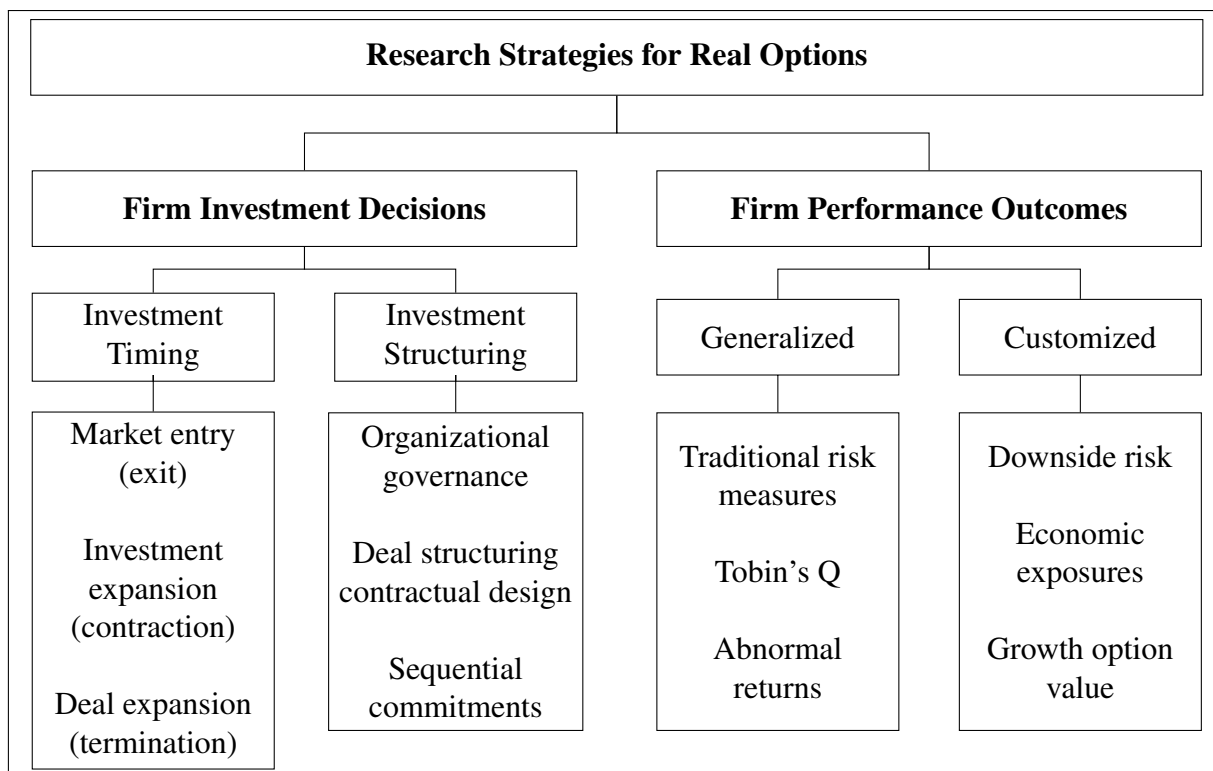 Research Strategies for Real Options
Firm Investment Decisions
Firm Performance Outcomes
Investment
Timing
Investment
Structuring
Generalized
Customized
Market entry
(exit)
Investment
expansion
(contraction)
Deal expansion
(termination)
Organizational
governance
Deal structuring
contractual design
Sequential
commitments
Traditional risk
measures
Tobin’s Q
Abnormal
returns
Downside risk
Economic
exposures
Growth option
value